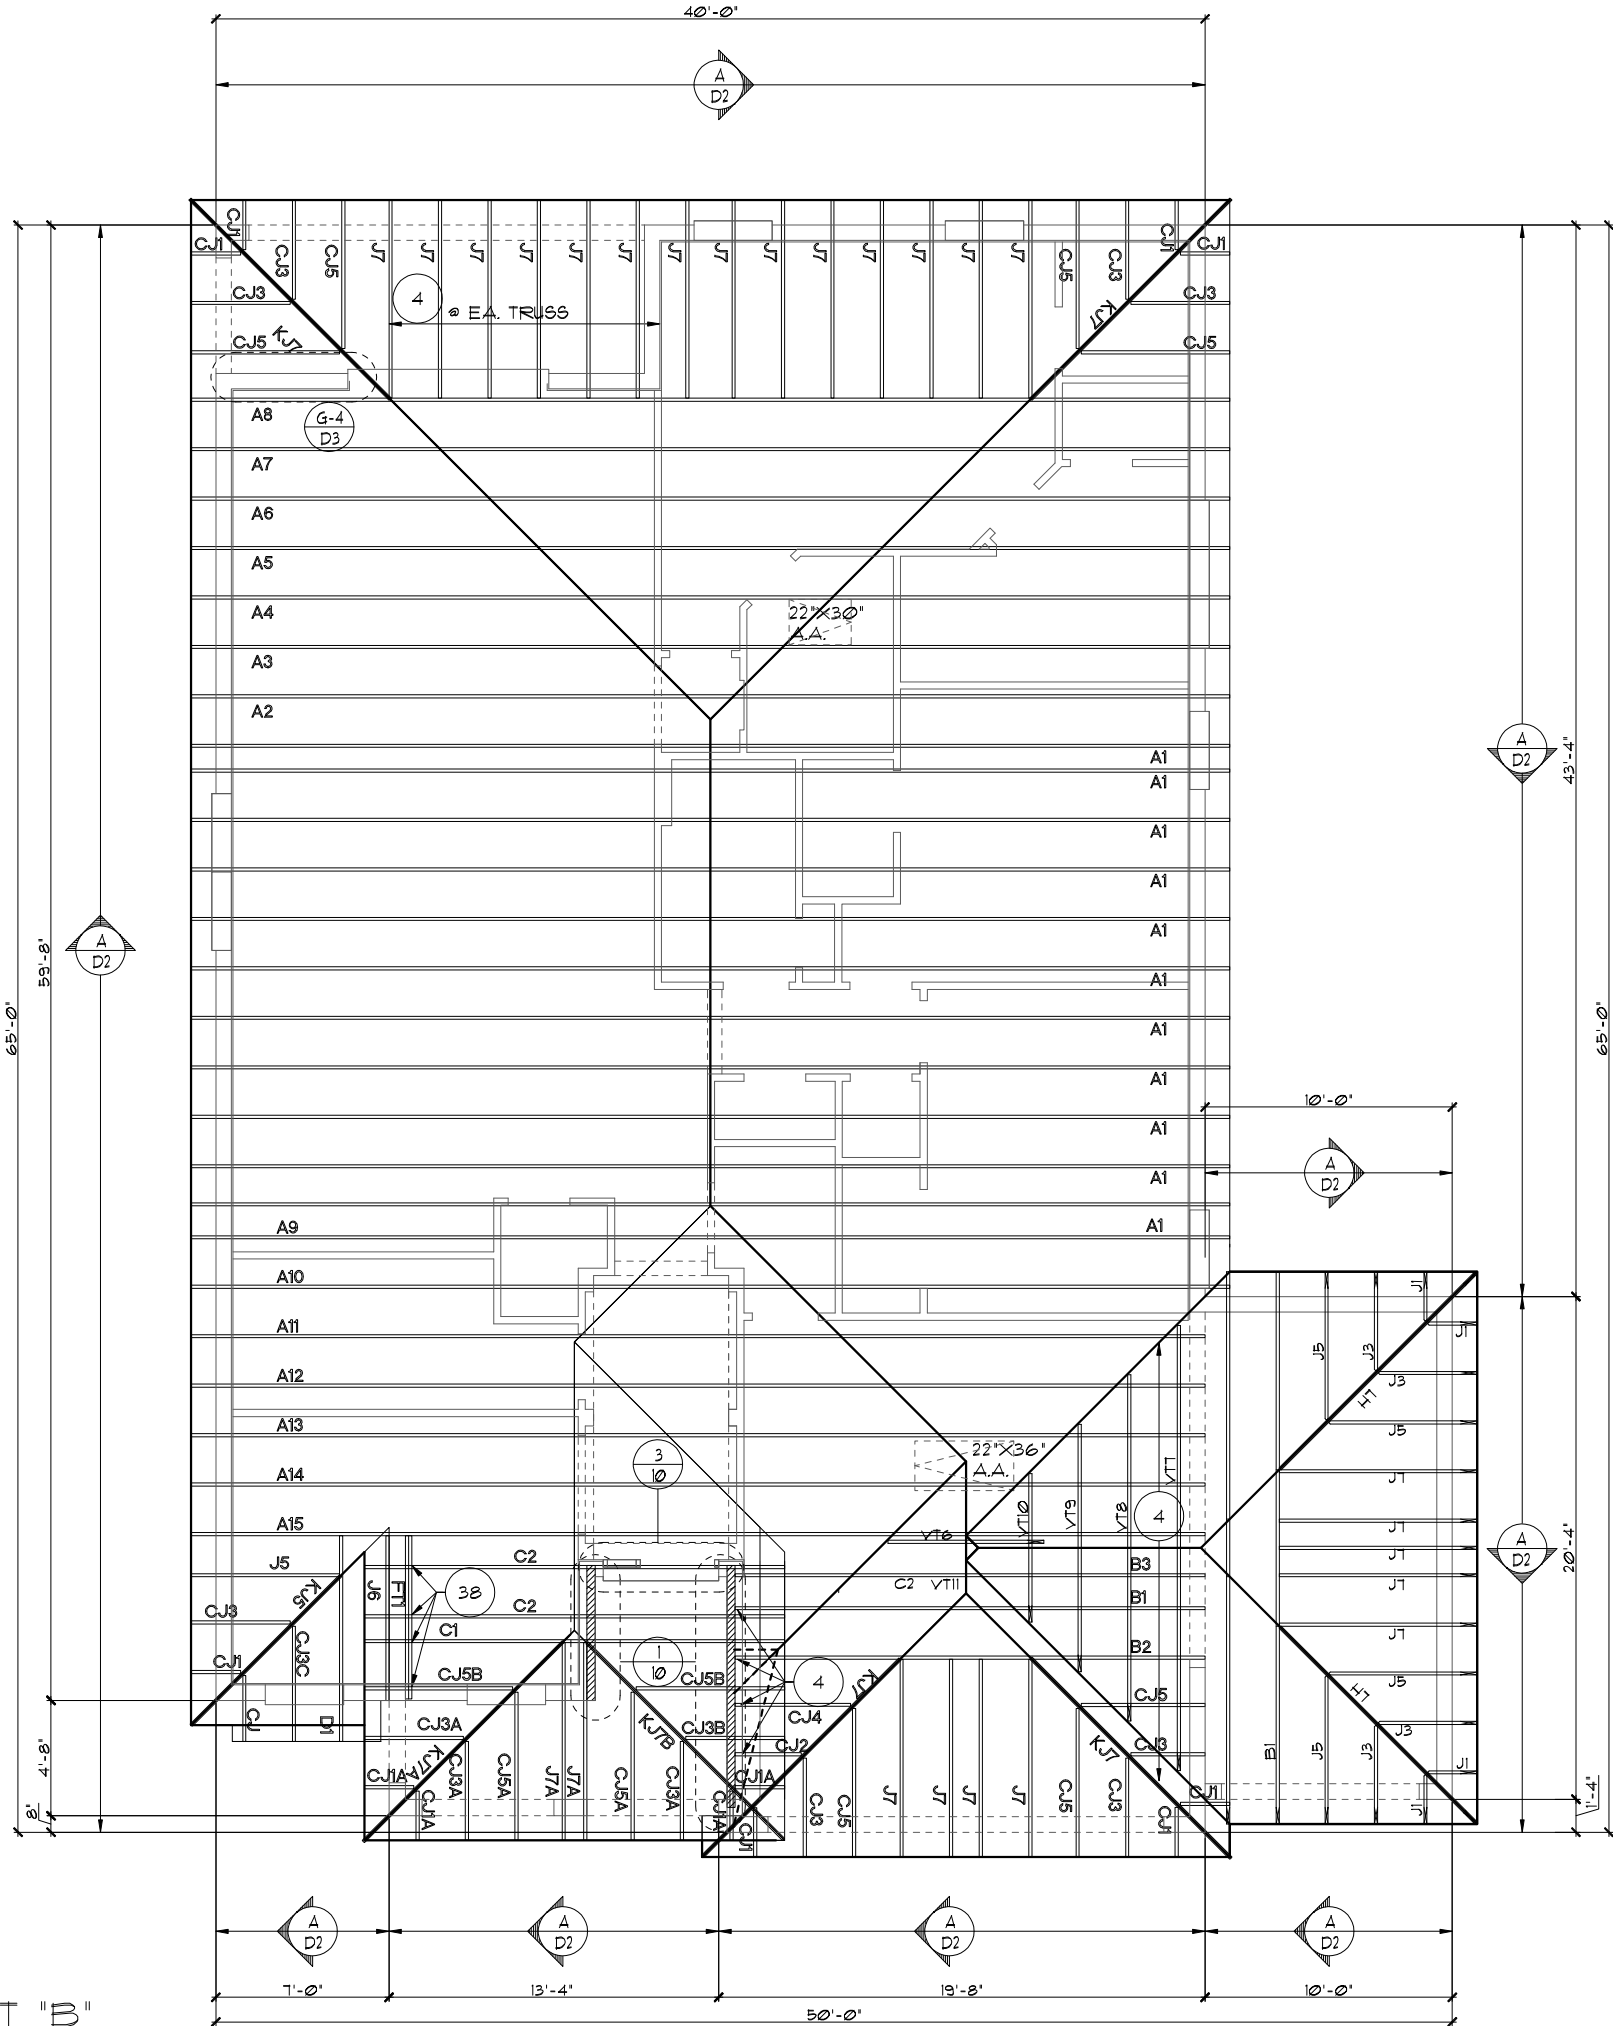 40'-0"
A
D2
CJ1
CJ1
CJ3
CJ5
J7
J7
J7
J7
J7
J7
J7
J7
J7
J7
J7
J7
J7
J7
CJ5
CJ3
CJ1
CJ1
CJ3
CJ3
4
@ EA. TRUSS
KJ7
KJ7
CJ5
CJ5
G-4
D3
A8
A7
A6
A5
A4
22"X30"
A.A.
A3
A2
A
D2
43'-4"
A1
A1
A1
A1
A1
A1
A1
A1
A1
A1
A1
59'-8"
A
D2
65'-0"
65'-0"
10'-0"
A
D2
A9
A10
A11
A12
A13
A14
A15
3
10
22"X36"
A.A.
VT6
VT10
VT9
VT8
VT7
4
J1
J1
J3
J3
J5
J5
H7
J7
J7
J7
J7
J7
A
D2
20'-4"
J5
KJ5
J6
FT1
C2
C2
C1
38
C2
VT11
B3
B1
B2
CJ3
CJ3C
CJ1
CJ
D1
CJ5B
CJ5B
1
10
4
KJ7
CJ4
CJ2
CJ5
CJ3
CJ1
KJ7
H7
J5
J3
J1
CJ3A
CJ3B
KJ7A
KJ7B
CJ1A
CJ1A
CJ1A
CJ3A
CJ5A
J7A
J7A
CJ5A
CJ3A
CJ1A
CJ1
CJ3
CJ5
J7
J7
J7
J7
CJ5
CJ3
CJ1
B1
J5
J3
J1
4'-8"
8"
1'-4"
A
D2
A
D2
A
D2
A
D2
7'-0"
13'-4"
19'-8"
10'-0"
50'-0"
T "B"